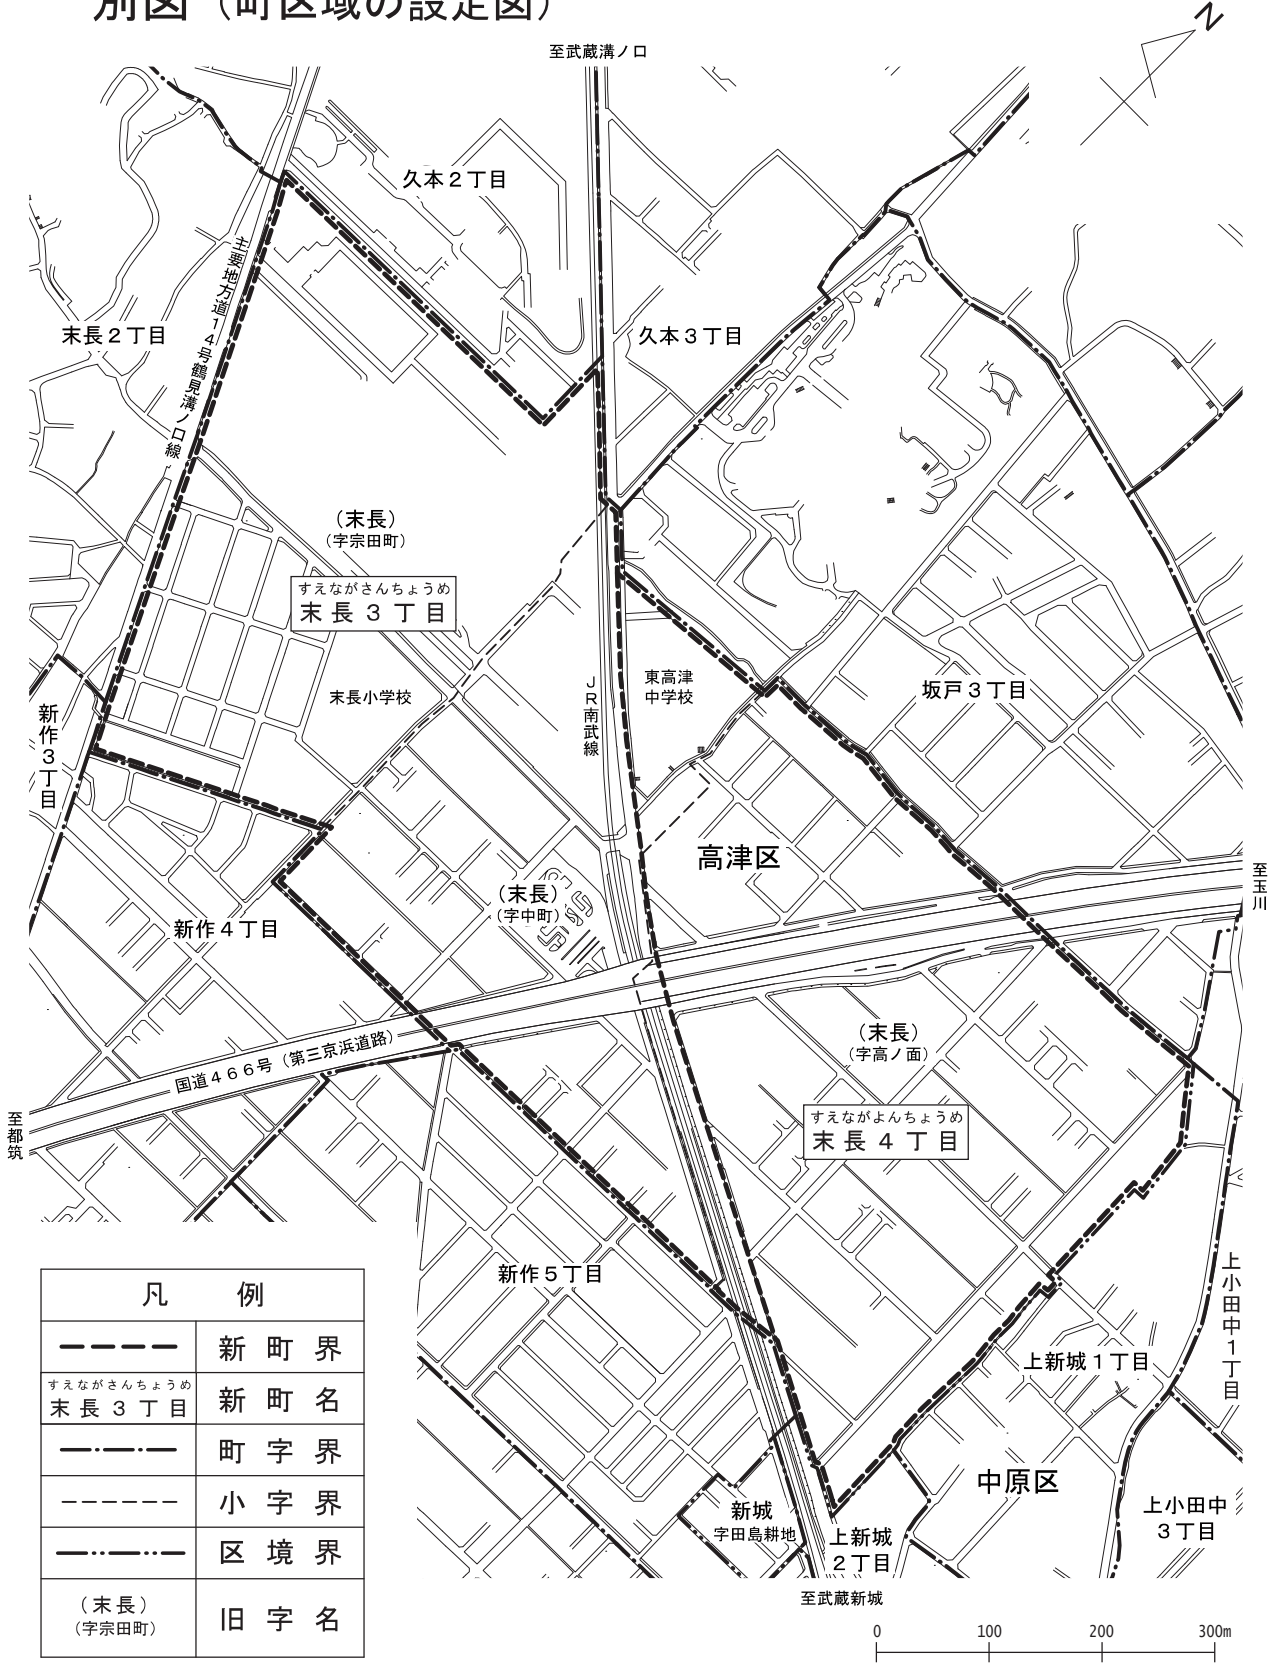 別図（町区域の設定図）
N
至武蔵溝ノ口
久本２丁目
主要地方道１４号鶴見溝ノ口線
末長２丁目
久本３丁目
（末長）
（字宗田町）
すえながさんちょうめ
末長３丁目
末長小学校
ＪＲ南武線
東高津
中学校
坂戸３丁目
新作３丁目
高津区
至玉川
（末長）
（字中町）
新作４丁目
国道４６６号（第三京浜道路）
（末長）
（字高ノ面）
すえながよんちょうめ
末長４丁目
至都筑
新作５丁目
上小田中１丁目
上新城１丁目
中原区
上小田中
３丁目
新城
字田島耕地
上新城
２丁目
至武蔵新城
凡例
新町界
すえながさんちょうめ
末長３丁目
新町名
町字界
小字界
区境界
（末長）
（字宗田町）
旧字名
0 100 200 300m